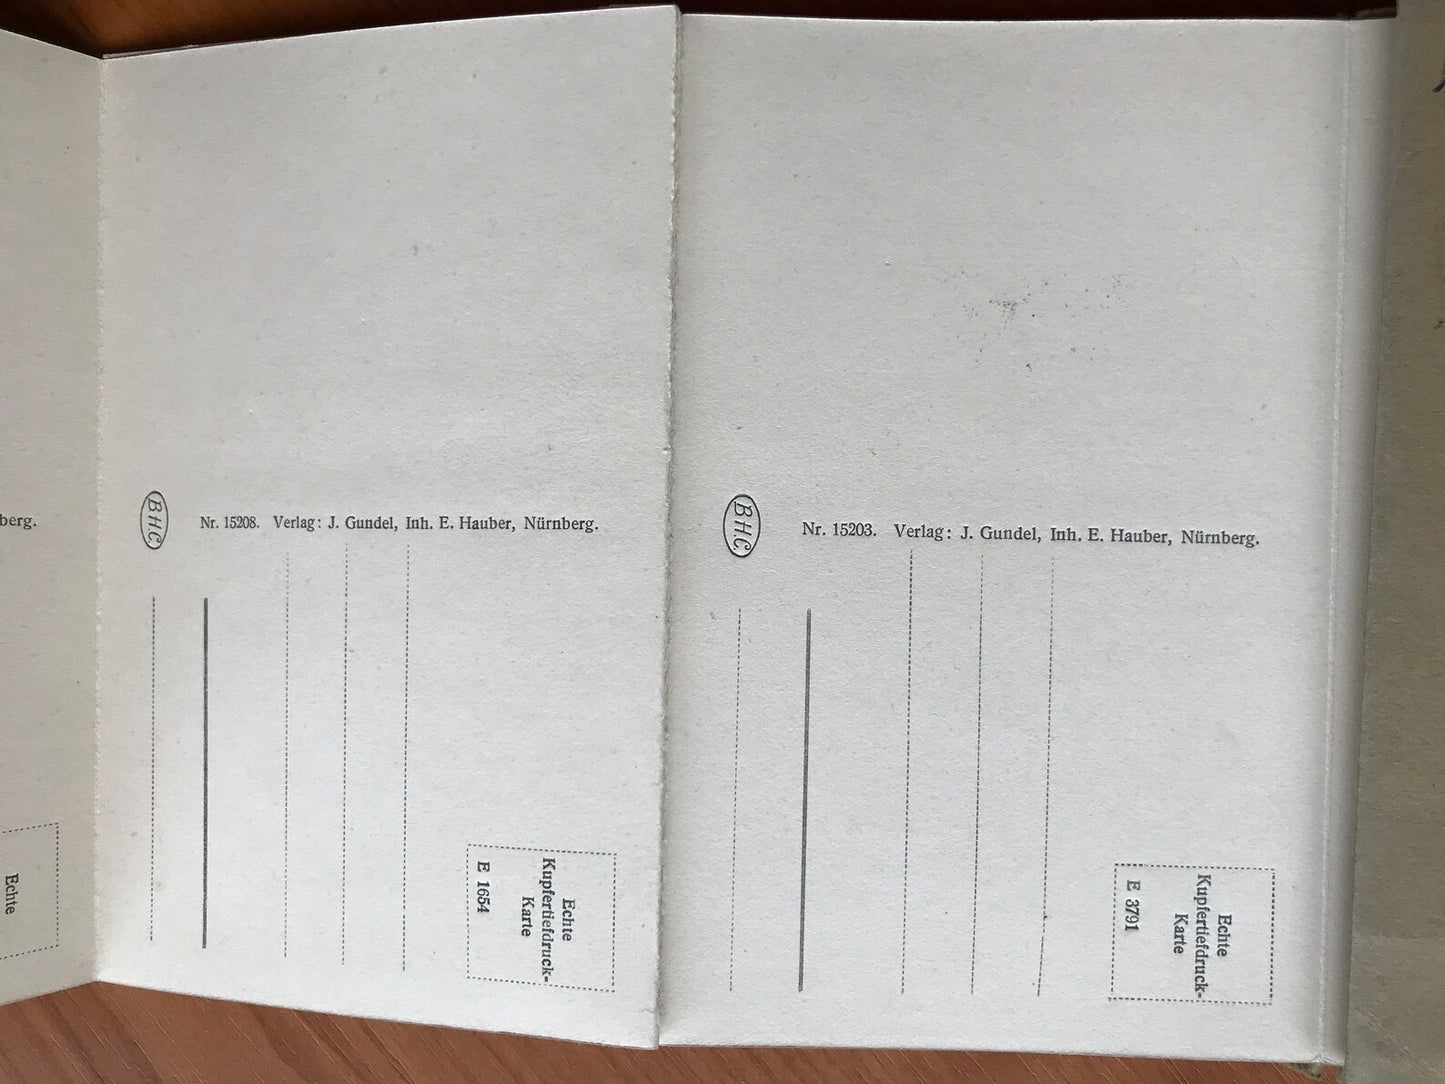 berg.
Echte
BHC
Nr. 15208. Verlag: J. Gundel, Inh. E. Hauber, Nürnberg.
Echte
Kupfertiefdruck-
Karte
E 1654
BHC
Nr. 15203. Verlag: J. Gundel, Inh. E. Hauber, Nürnberg.
Echte
Kupfertiefdruck-
Karte
E 3791